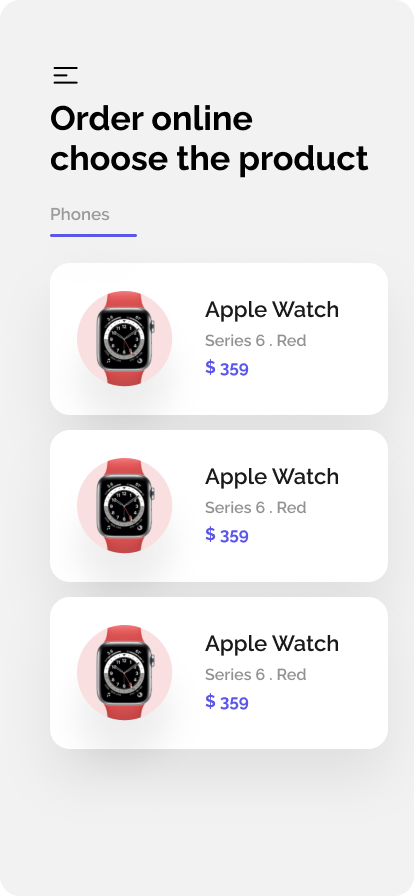 Order online
choose the product
Phones
Apple Watch
Series 6 . Red
$ 359
Apple Watch
Series 6 . Red
$ 359
Apple Watch
Series 6 . Red
$ 359